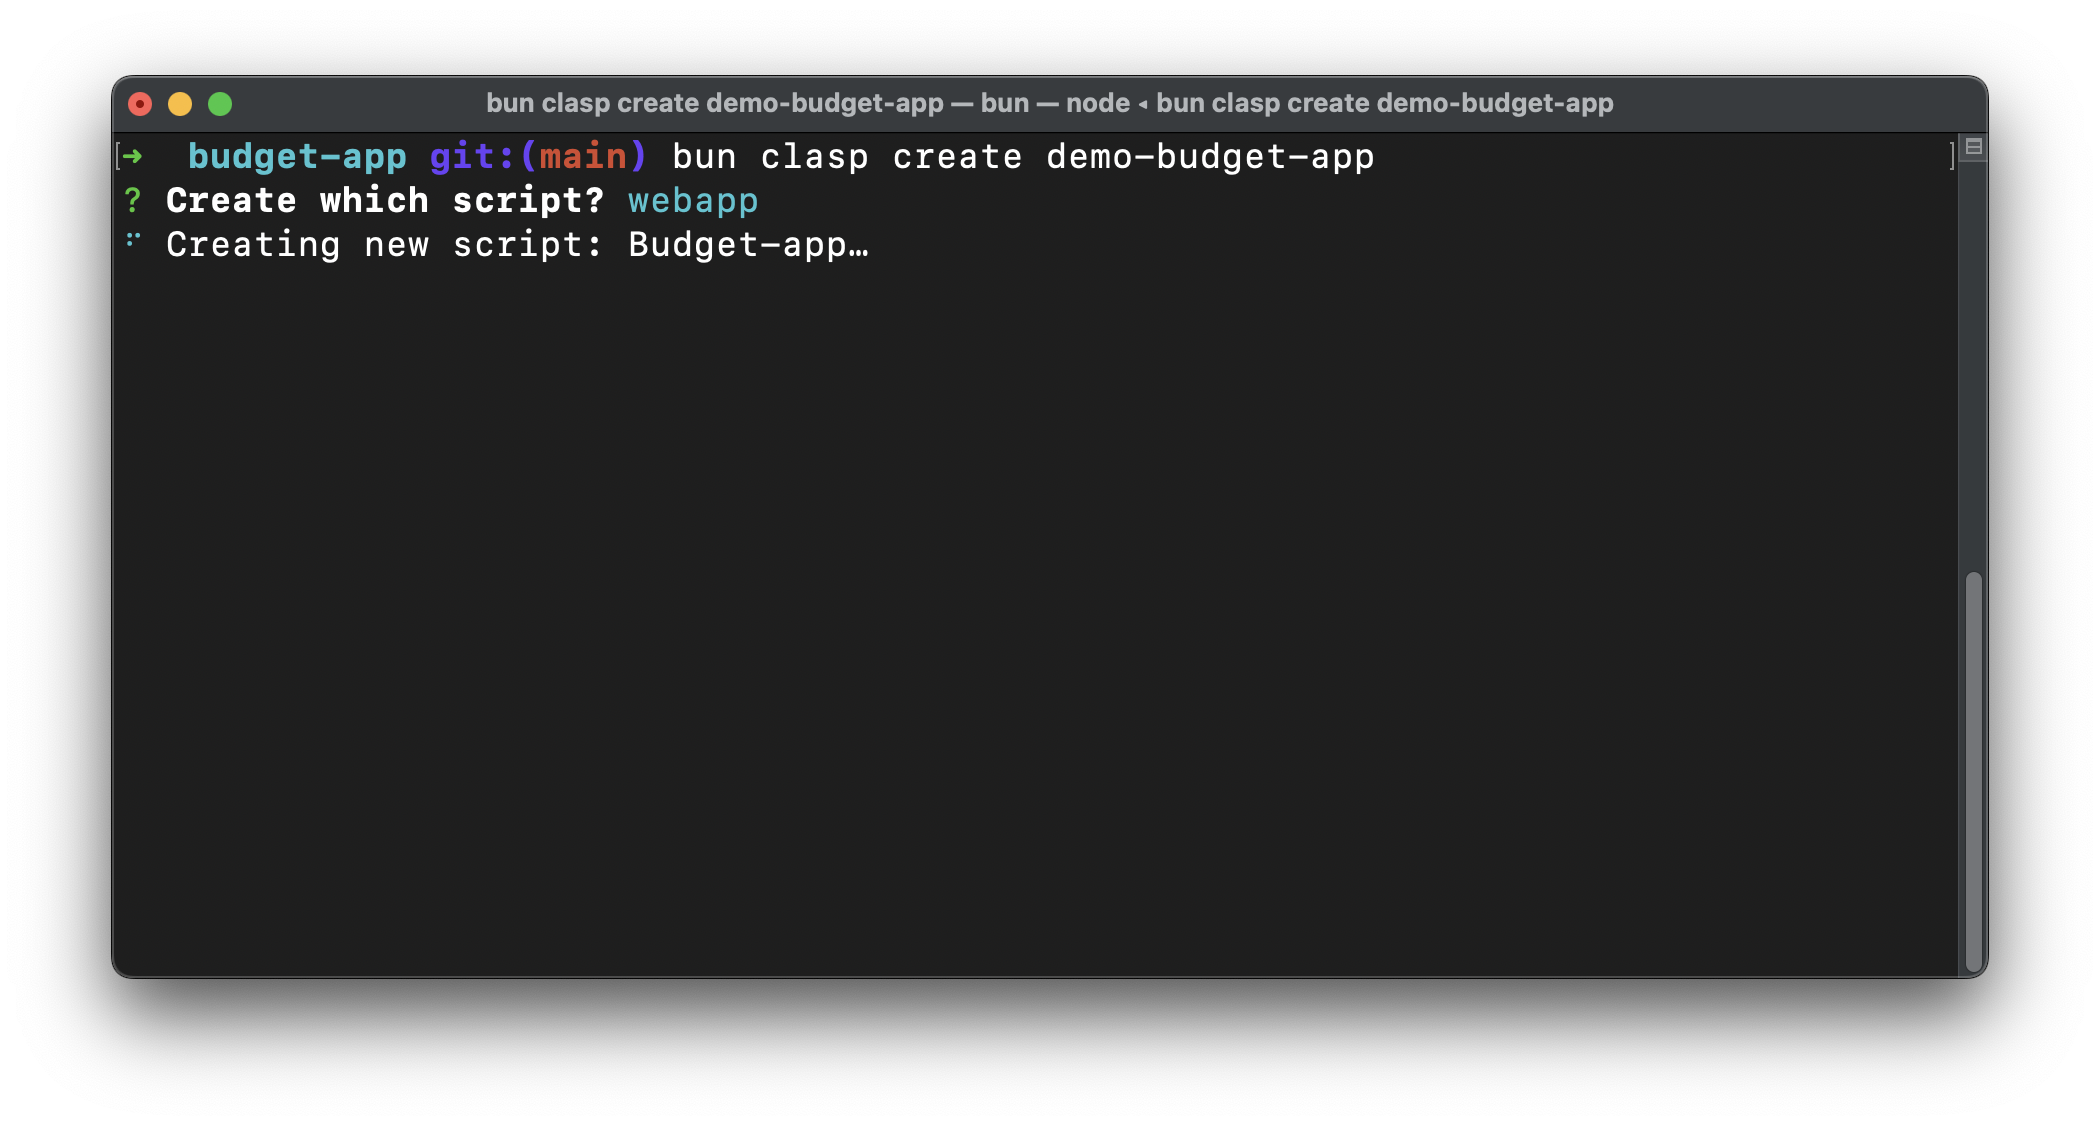 bun clasp create demo-budget-app — bun — node ◂ bun clasp create demo-budget-app
[➜  budget-app git:(main) bun clasp create demo-budget-app ]
? Create which script? webapp
⠋ Creating new script: Budget-app…